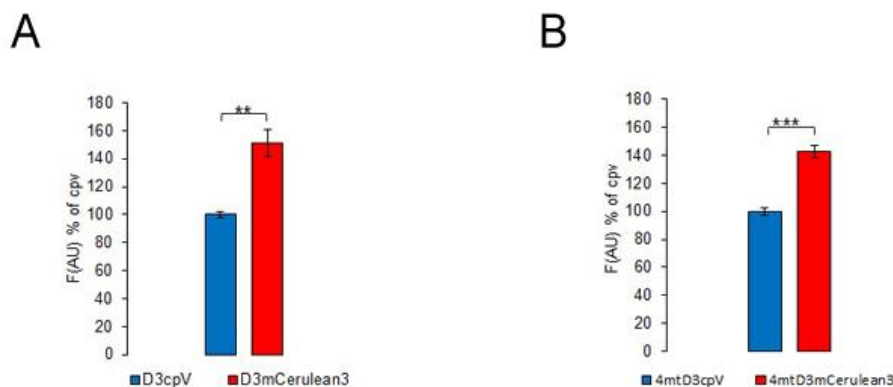 A
B
F(AU) % of cpv
180
160
140
120
100
80
60
40
20
0
**
D3cpV
D3mCerulean3
F(AU) % of cpv
180
160
140
120
100
80
60
40
20
0
***
4mtD3cpV
4mtD3mCerulean3